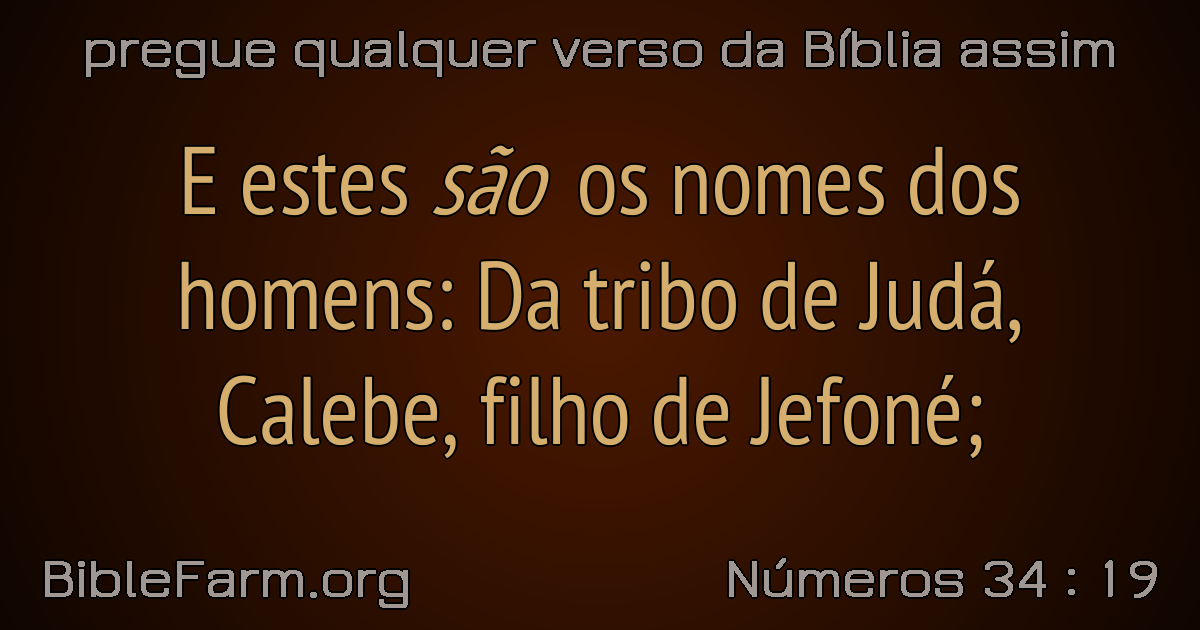 pregue qualquer verso da Bíblia assim
E estes são os nomes dos
homens: Da tribo de Judá,
Calebe, filho de Jefoné;
BibleFarm.org
Números 34 : 19